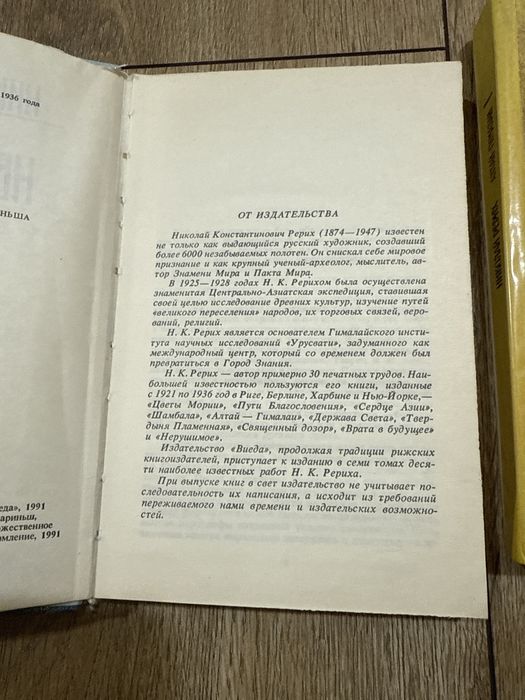 1936 года
НЬША
еда», 1991
ариньш,
ожественное
мление, 1991
ОТ ИЗДАТЕЛЬСТВА
Николай Константинович Рерих (1874—1947) известен
не только как выдающийся русский художник, создавший
более 6000 незабываемых полотен. Он снискал себе мировое
признание и как крупный ученый-археолог, мыслитель, ав-
тор Знамени Мира и Пакта Мира.
В 1925—1928 годах Н. К. Рерихом была осуществлена
знаменитая Центрально-Азиатская экспедиция, ставившая
своей целью исследование древних культур, изучение путей
«великого переселения» народов, их торговых связей, веро-
ваний, религий.
Н. К. Рерих является основателем Гималайского инсти-
тута научных исследований «Урусвати», задуманного как
международный центр, который со временем должен был
превратиться в Город Знания.
Н. К. Рерих — автор примерно 30 печатных трудов. Наи-
большей известностью пользуются его книги, изданные
с 1921 по 1936 год в Риге, Берлине, Харбине и Нью-Йорке,—
«Цветы Мории», «Пути Благословения», «Сердце Азии»,
«Шамбала», «Алтай — Гималаи», «Держава Света», «Твер-
дыня Пламенная», «Священный дозор», «Врата в будущее»
и «Нерушимое».
Издательство «Виеда», продолжая традиции рижских
книгоиздателей, приступает к изданию в семи томах деся-
ти наиболее известных работ Н. К. Рериха.
При выпуске книг в свет издательство не учитывает по-
следовательность их написания, а исходит из требований
переживаемого нами времени и издательских возможно-
стей.